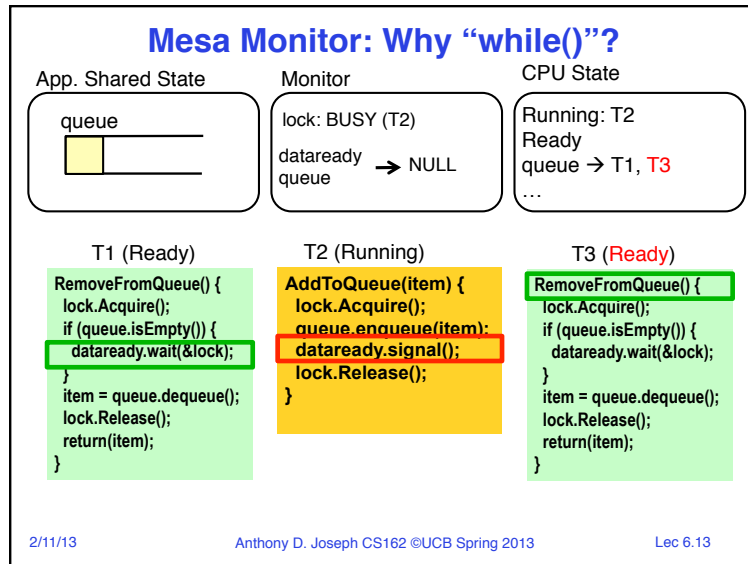 Mesa Monitor: Why “while()”?
App. Shared State
queue
Monitor
lock: BUSY (T2)
dataready
queue → NULL
CPU State
Running: T2
Ready
queue → T1, T3
…
T1 (Ready)
RemoveFromQueue() {
lock.Acquire();
if (queue.isEmpty()) {
dataready.wait(&lock);
}
item = queue.dequeue();
lock.Release();
return(item);
}
T2 (Running)
AddToQueue(item) {
lock.Acquire();
queue.enqueue(item);
dataready.signal();
lock.Release();
}
T3 (Ready)
RemoveFromQueue() {
lock.Acquire();
if (queue.isEmpty()) {
dataready.wait(&lock);
}
item = queue.dequeue();
lock.Release();
return(item);
}
2/11/13
Anthony D. Joseph CS162 ©UCB Spring 2013
Lec 6.13